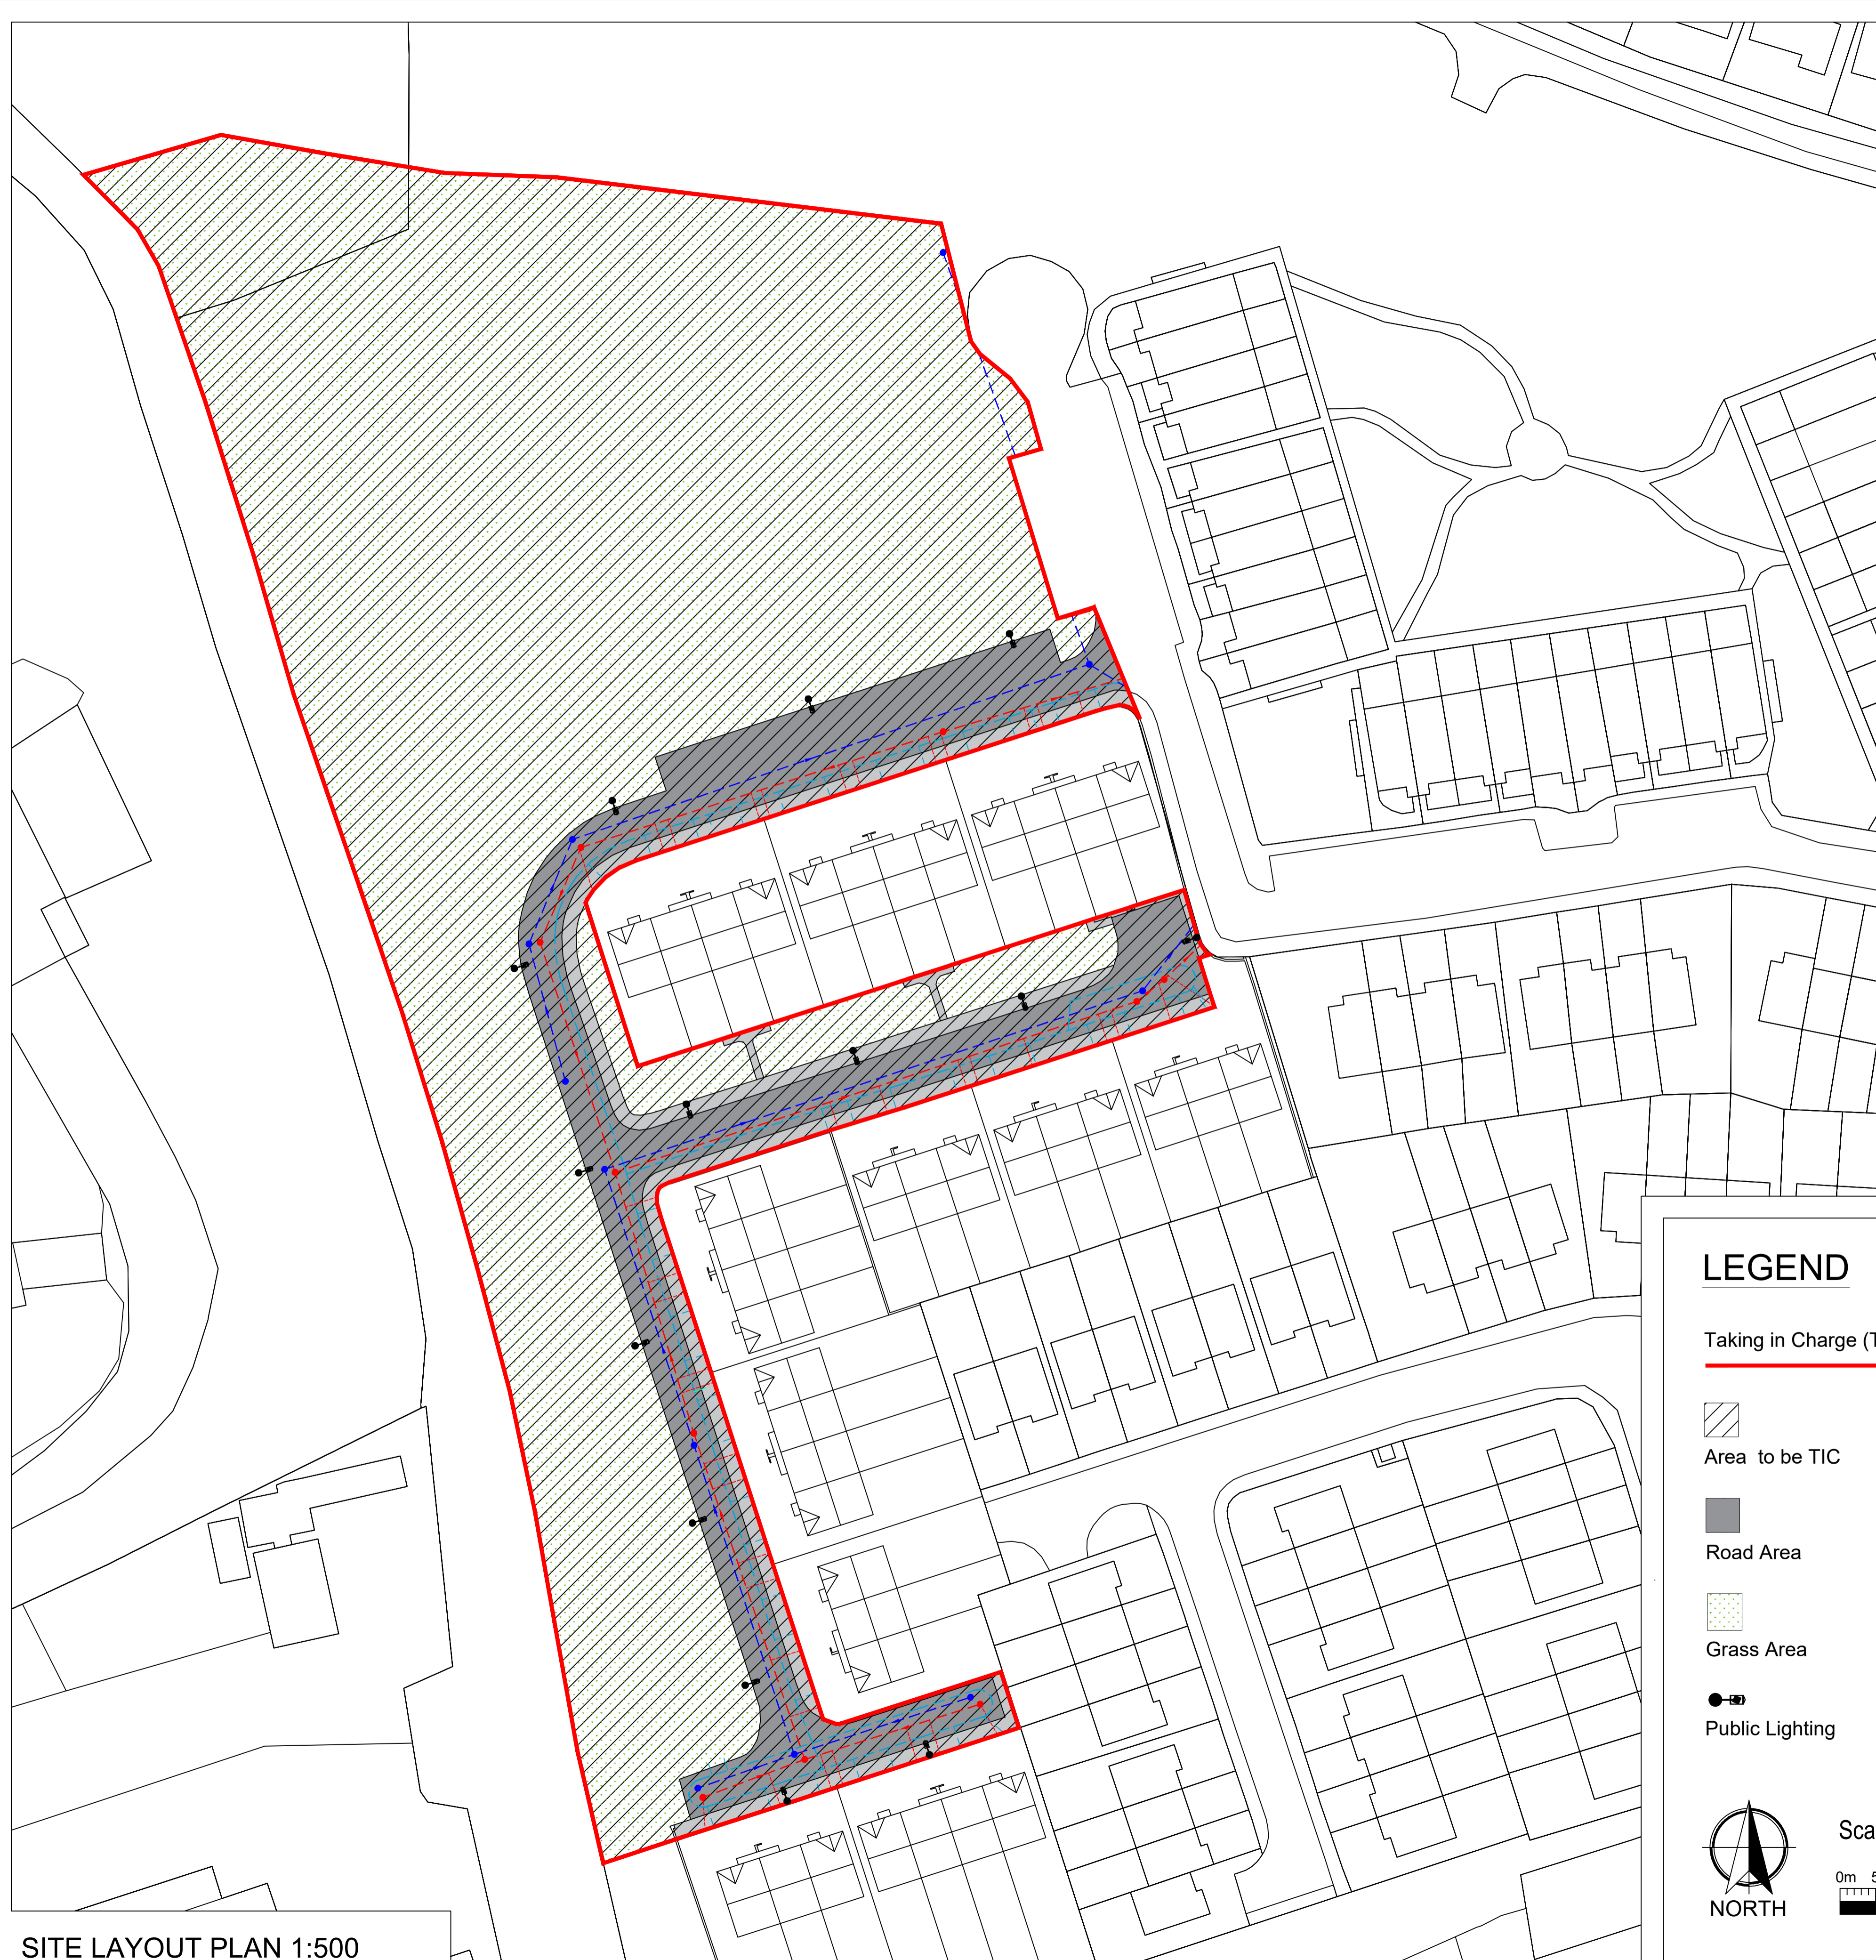 LEGEND
Taking in Charge (T
Area to be TIC
Road Area
Grass Area
Public Lighting
Sca
0m 5
NORTH
SITE LAYOUT PLAN 1:500